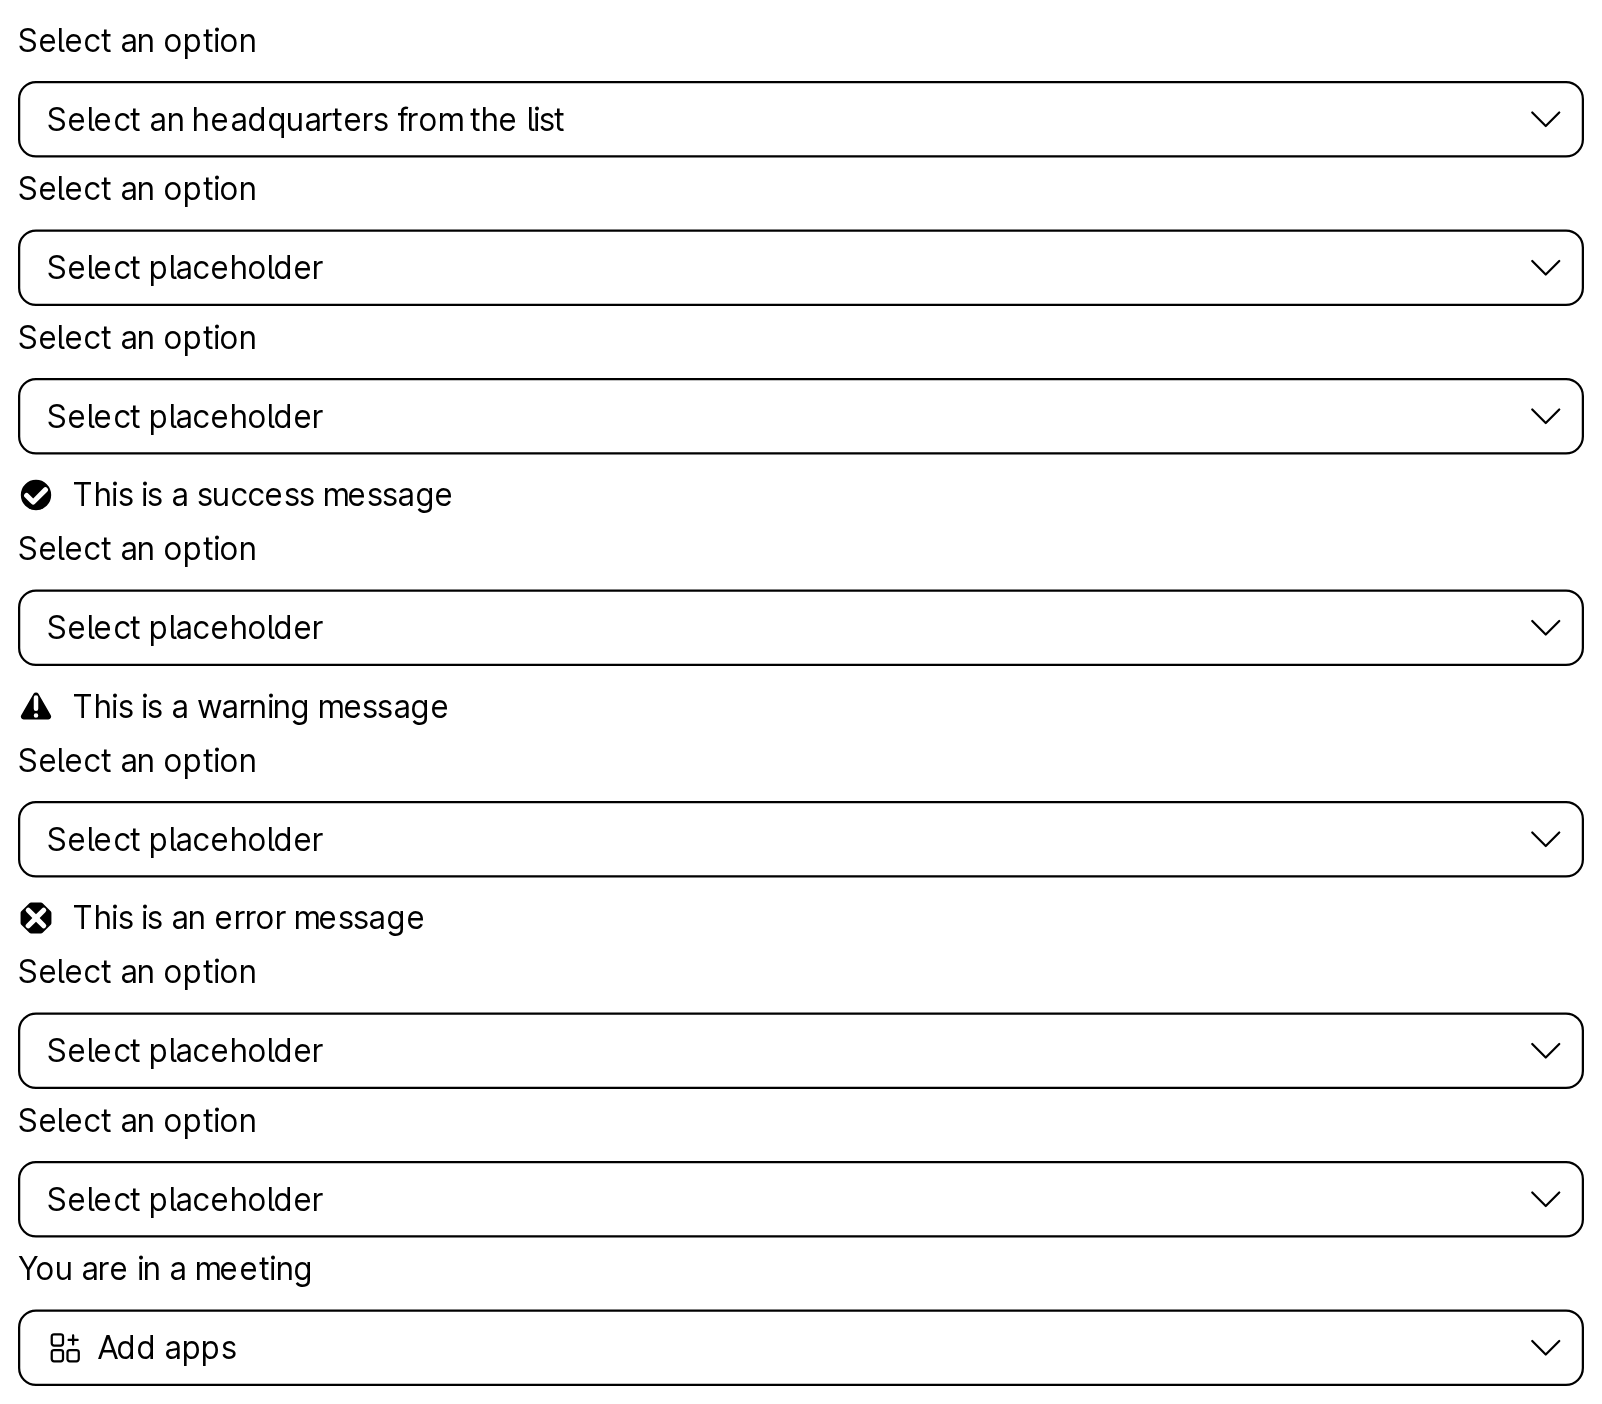 Select an option
Select an headquarters from the list
Select an option
Select placeholder
Select an option
Select placeholder
This is a success message
Select an option
Select placeholder
This is a warning message
Select an option
Select placeholder
This is an error message
Select an option
Select placeholder
Select an option
Select placeholder
You are in a meeting
Add apps